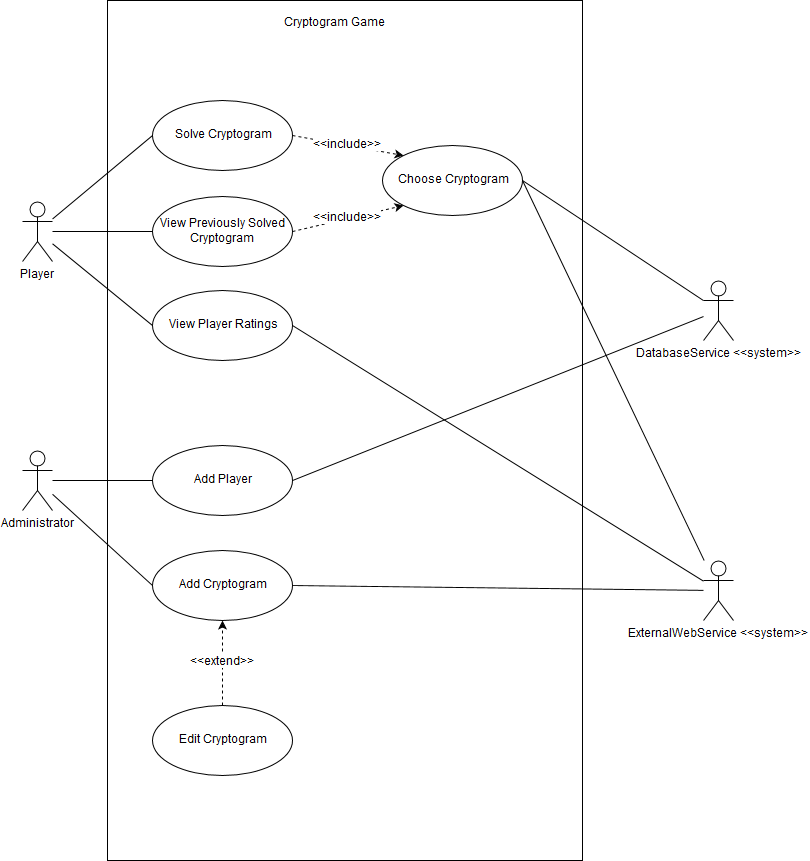 Cryptogram Game
Solve Cryptogram
<<include>>
Choose Cryptogram
View Previously Solved
Cryptogram
<<include>>
Player
View Player Ratings
DatabaseService <<system>>
Add Player
Administrator
Add Cryptogram
ExternalWebService <<system>>
<<extend>>
Edit Cryptogram